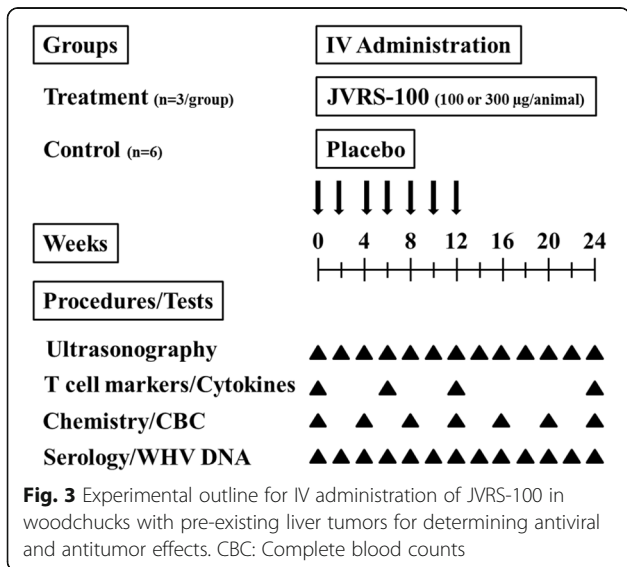 Groups IV Administration
Treatment (n=3/group) JVRS-100 (100 or 300 µg/animal)
Control (n=6) Placebo
Weeks 0 4 8 12 16 20 24
Procedures/Tests
Ultrasonography
T cell markers/Cytokines
Chemistry/CBC
Serology/WHV DNA
Fig. 3 Experimental outline for IV administration of JVRS-100 in
woodchucks with pre-existing liver tumors for determining antiviral
and antitumor effects. CBC: Complete blood counts